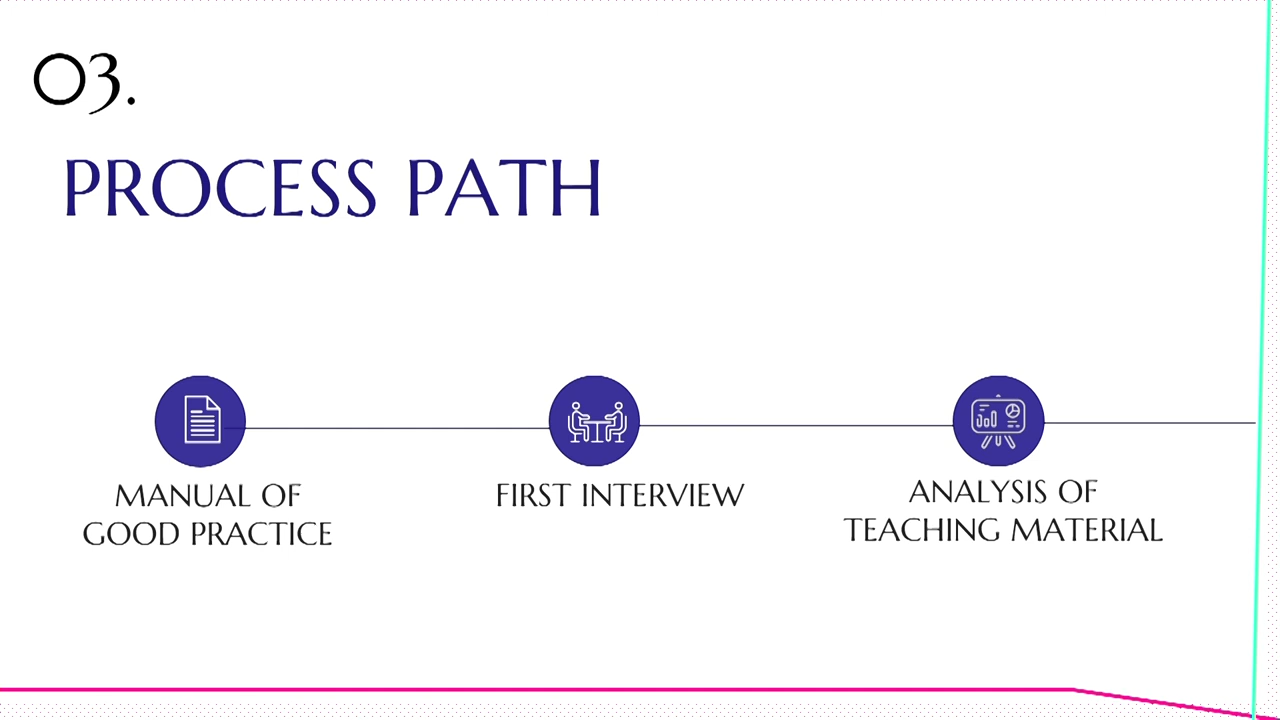 03.
PROCESS PATH
MANUAL OF
GOOD PRACTICE
FIRST INTERVIEW
ANALYSIS OF
TEACHING MATERIAL